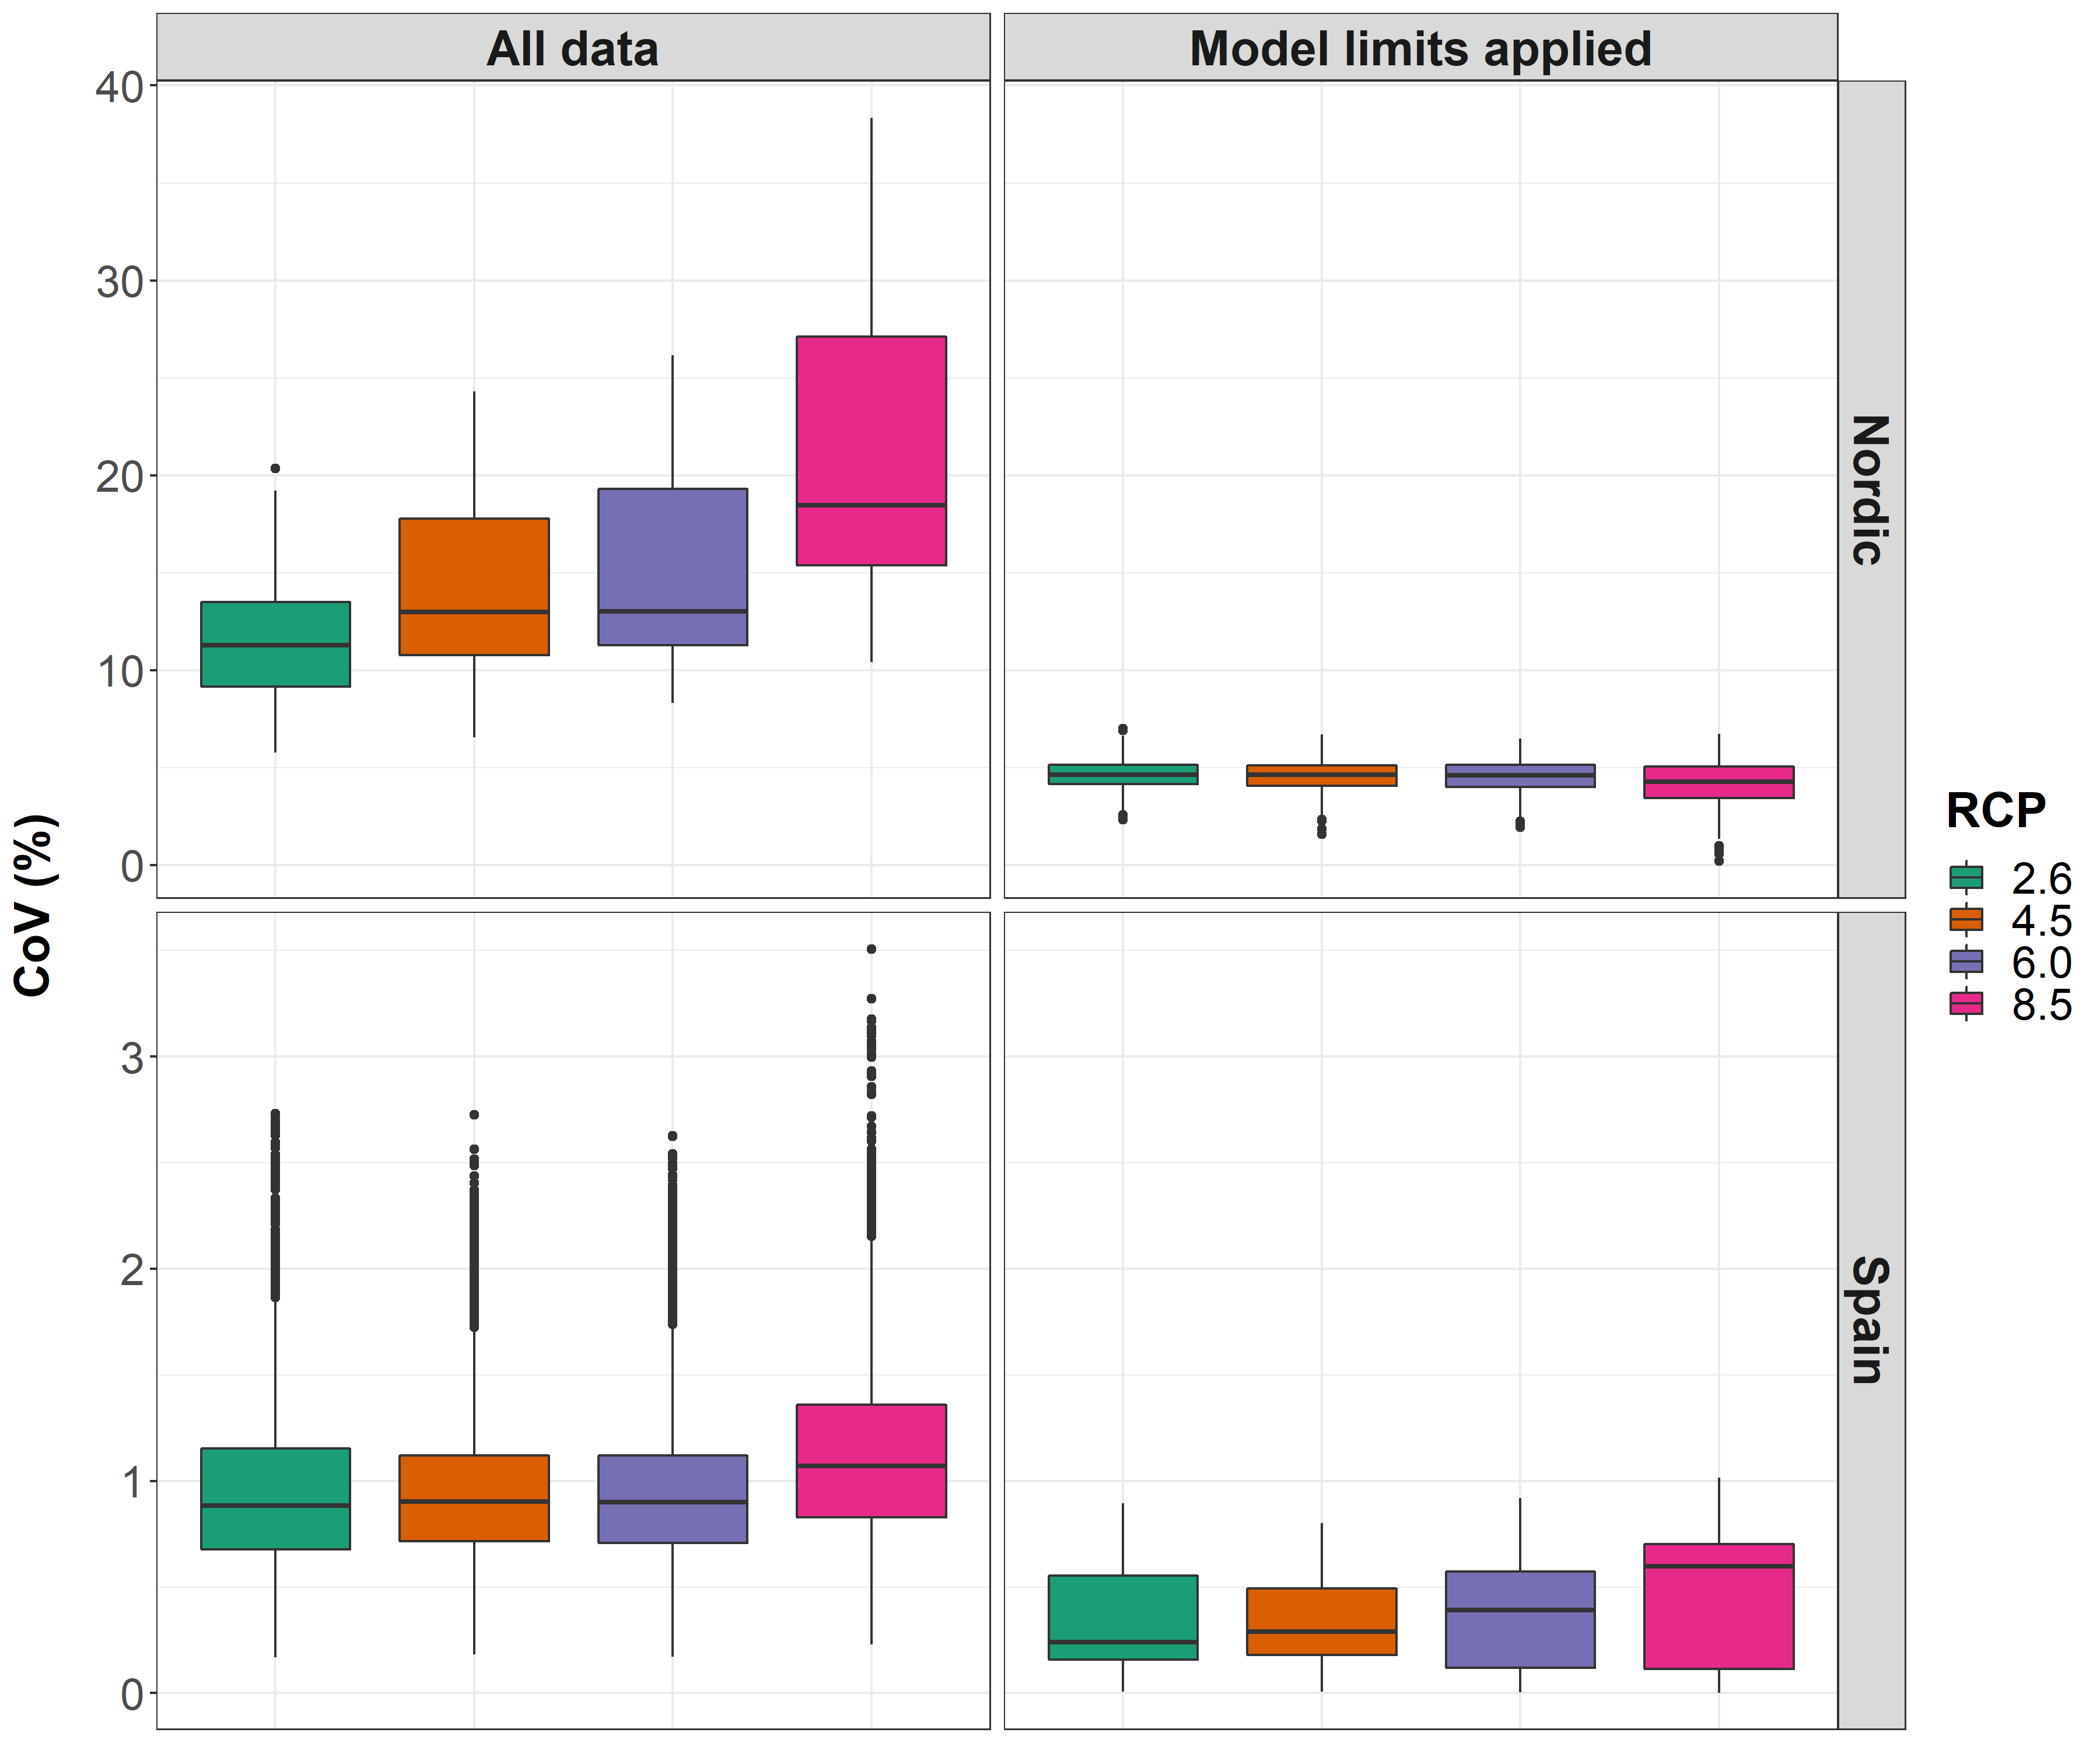 All data
Model limits applied
40
30
20
10
0
Nordic
CoV (%)
3
2
1
0
Spain
RCP
2.6
4.5
6.0
8.5